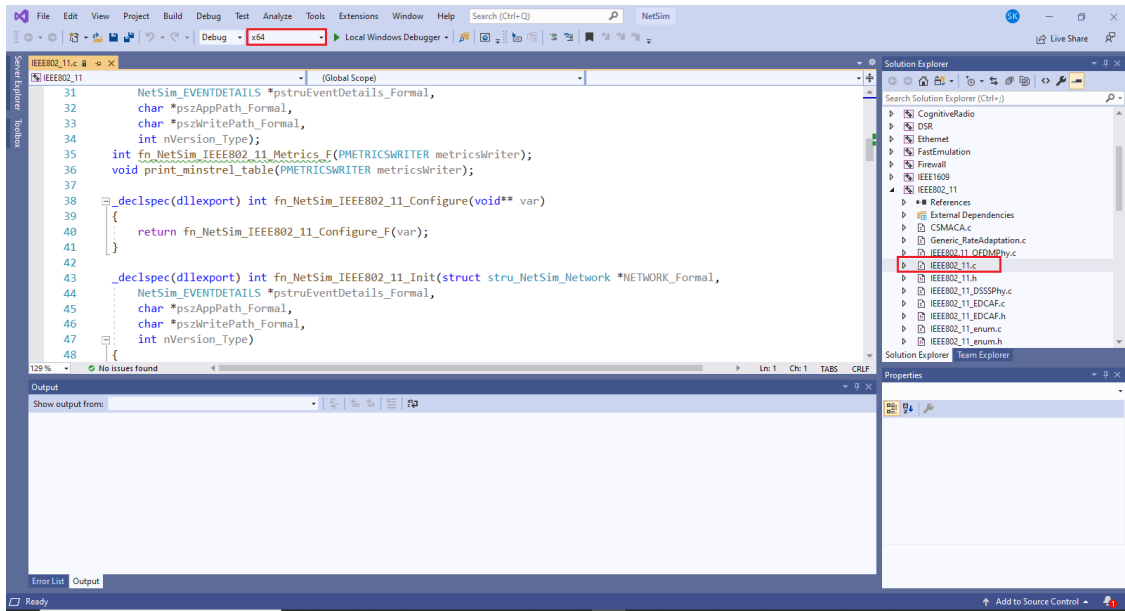 File Edit View Project Build Debug Test Analyze Tools Extensions Window Help Search (Ctrl+Q) NetSim SK
Debug x64 Local Windows Debugger Live Share
Server Explorer
Toolbox
IEEE802_11.c
IEEE802_11 (Global Scope)
31 NetSim_EVENTDETAILS *pstruEventDetails_Formal,
32 char *pszAppPath_Formal,
33 char *pszWritePath_Formal,
34 int nVersion_Type);
35 int fn_NetSim_IEEE802_11_Metrics_F(PMETRICSWRITER metricsWriter);
36 void print_minstrel_table(PMETRICSWRITER metricsWriter);
37
38 _declspec(dllexport) int fn_NetSim_IEEE802_11_Configure(void** var)
39 {
40 return fn_NetSim_IEEE802_11_Configure_F(var);
41 }
42
43 _declspec(dllexport) int fn_NetSim_IEEE802_11_Init(struct stru_NetSim_Network *NETWORK_Formal,
44 NetSim_EVENTDETAILS *pstruEventDetails_Formal,
45 char *pszAppPath_Formal,
46 char *pszWritePath_Formal,
47 int nVersion_Type)
48 {
129 % No issues found Ln: 1 Ch: 1 TABS CRLF
Output
Show output from:
Error List Output
Solution Explorer
Search Solution Explorer (Ctrl+;)
CognitiveRadio
DSR
Ethernet
FastEmulation
Firewall
IEEE1609
IEEE802_11
References
External Dependencies
CSMACA.c
Generic_RateAdaptation.c
IEEE802.11_OFDMPhy.c
IEEE802_11.c
IEEE802_11.h
IEEE802_11_DSSSPhy.c
IEEE802_11_EDCAF.c
IEEE802_11_EDCAF.h
IEEE802_11_enum.c
IEEE802_11_enum.h
Solution Explorer Team Explorer
Properties
Ready Add to Source Control 1